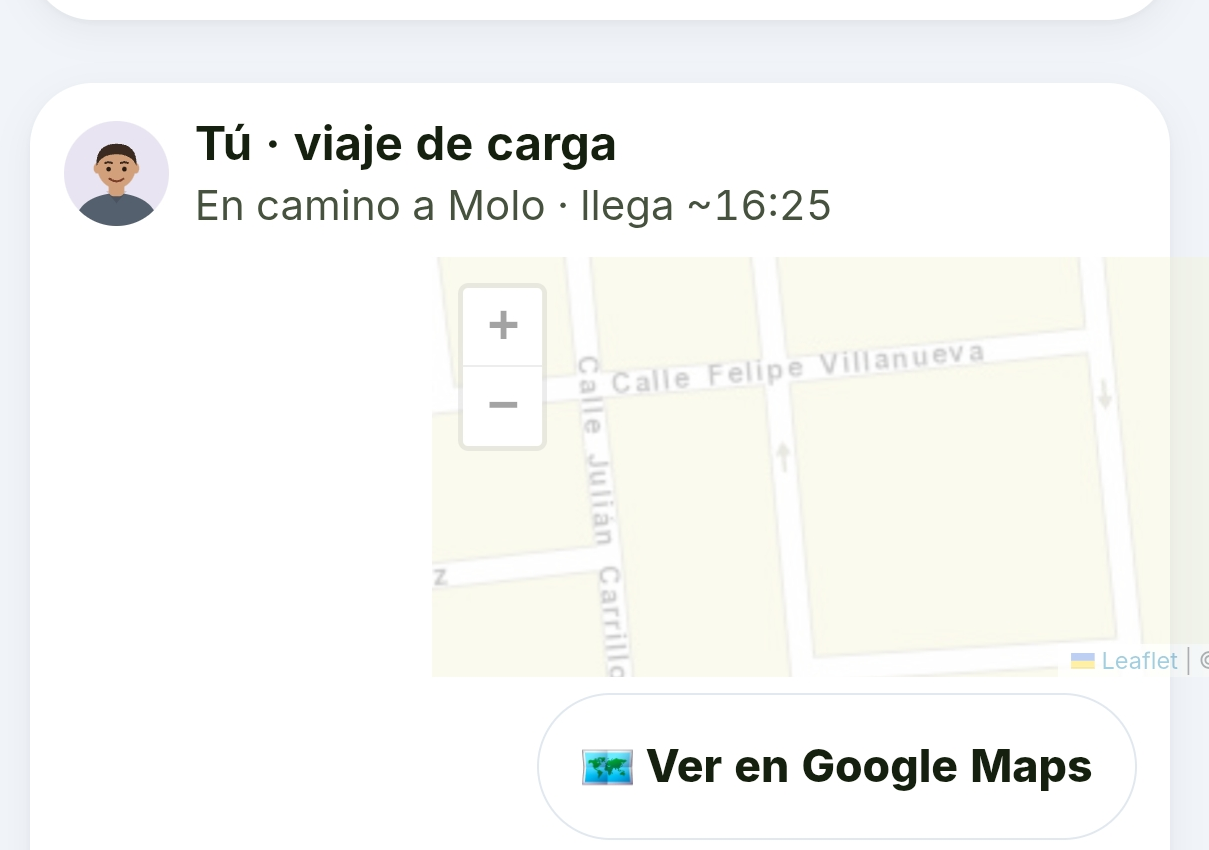 Tú · viaje de carga
En camino a Molo · llega ~16:25
+
−
Calle Felipe Villanueva
Calle Julián Carrillo
z
Leaflet | ©
🗺️ Ver en Google Maps